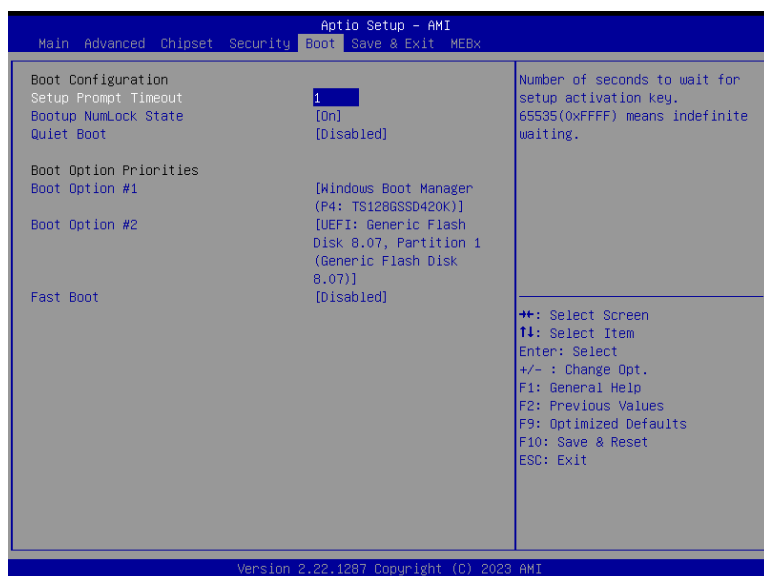 Aptio Setup – AMI
Main Advanced Chipset Security Boot Save & Exit MEBx
Boot Configuration
Setup Prompt Timeout 1
Bootup NumLock State [On]
Quiet Boot [Disabled]
Boot Option Priorities
Boot Option #1 [Windows Boot Manager
(P4: TS128GSSD420K)]
Boot Option #2 [UEFI: Generic Flash
Disk 8.07, Partition 1
(Generic Flash Disk
8.07)]
Fast Boot [Disabled]
Number of seconds to wait for
setup activation key.
65535(0xFFFF) means indefinite
waiting.
→←: Select Screen
↑↓: Select Item
Enter: Select
+/- : Change Opt.
F1: General Help
F2: Previous Values
F9: Optimized Defaults
F10: Save & Reset
ESC: Exit
Version 2.22.1287 Copyright (C) 2023 AMI